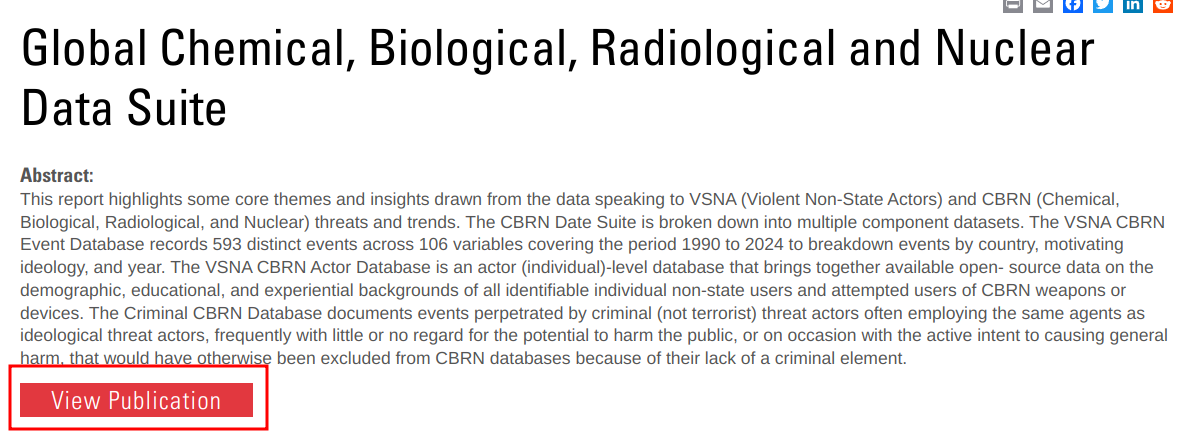 Global Chemical, Biological, Radiological and Nuclear
Data Suite
Abstract:
This report highlights some core themes and insights drawn from the data speaking to VSNA (Violent Non-State Actors) and CBRN (Chemical,
Biological, Radiological, and Nuclear) threats and trends. The CBRN Date Suite is broken down into multiple component datasets. The VSNA CBRN
Event Database records 593 distinct events across 106 variables covering the period 1990 to 2024 to breakdown events by country, motivating
ideology, and year. The VSNA CBRN Actor Database is an actor (individual)-level database that brings together available open- source data on the
demographic, educational, and experiential backgrounds of all identifiable individual non-state users and attempted users of CBRN weapons or
devices. The Criminal CBRN Database documents events perpetrated by criminal (not terrorist) threat actors often employing the same agents as
ideological threat actors, frequently with little or no regard for the potential to harm the public, or on occasion with the active intent to causing general
harm, that would have otherwise been excluded from CBRN databases because of their lack of a criminal element.
View Publication